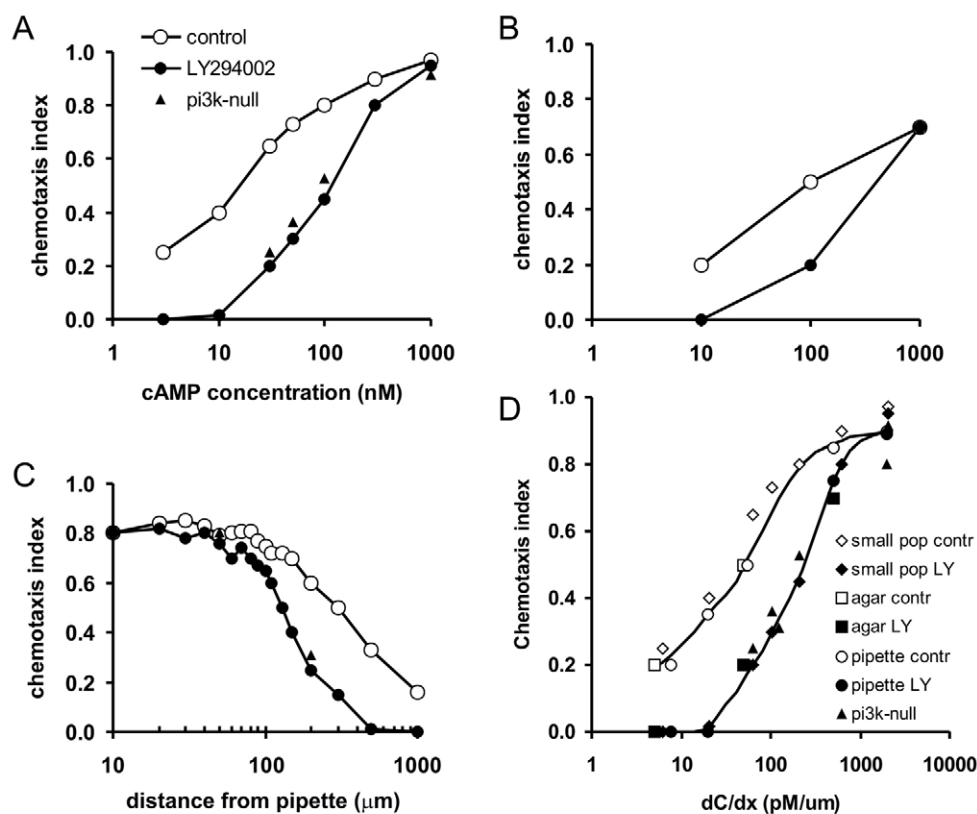 A
control
LY294002
pi3k-null
chemotaxis index
1.0
0.8
0.6
0.4
0.2
0.0
1 10 100 1000
cAMP concentration (nM)
B
chemotaxis index
1.0
0.8
0.6
0.4
0.2
0.0
1 10 100 1000
C
chemotaxis index
1.0
0.8
0.6
0.4
0.2
0.0
10 100 1000
distance from pipette (μm)
D
Chemotaxis index
1.0
0.8
0.6
0.4
0.2
0.0
small pop contr
small pop LY
agar contr
agar LY
pipette contr
pipette LY
pi3k-null
1 10 100 1000 10000
dC/dx (pM/um)